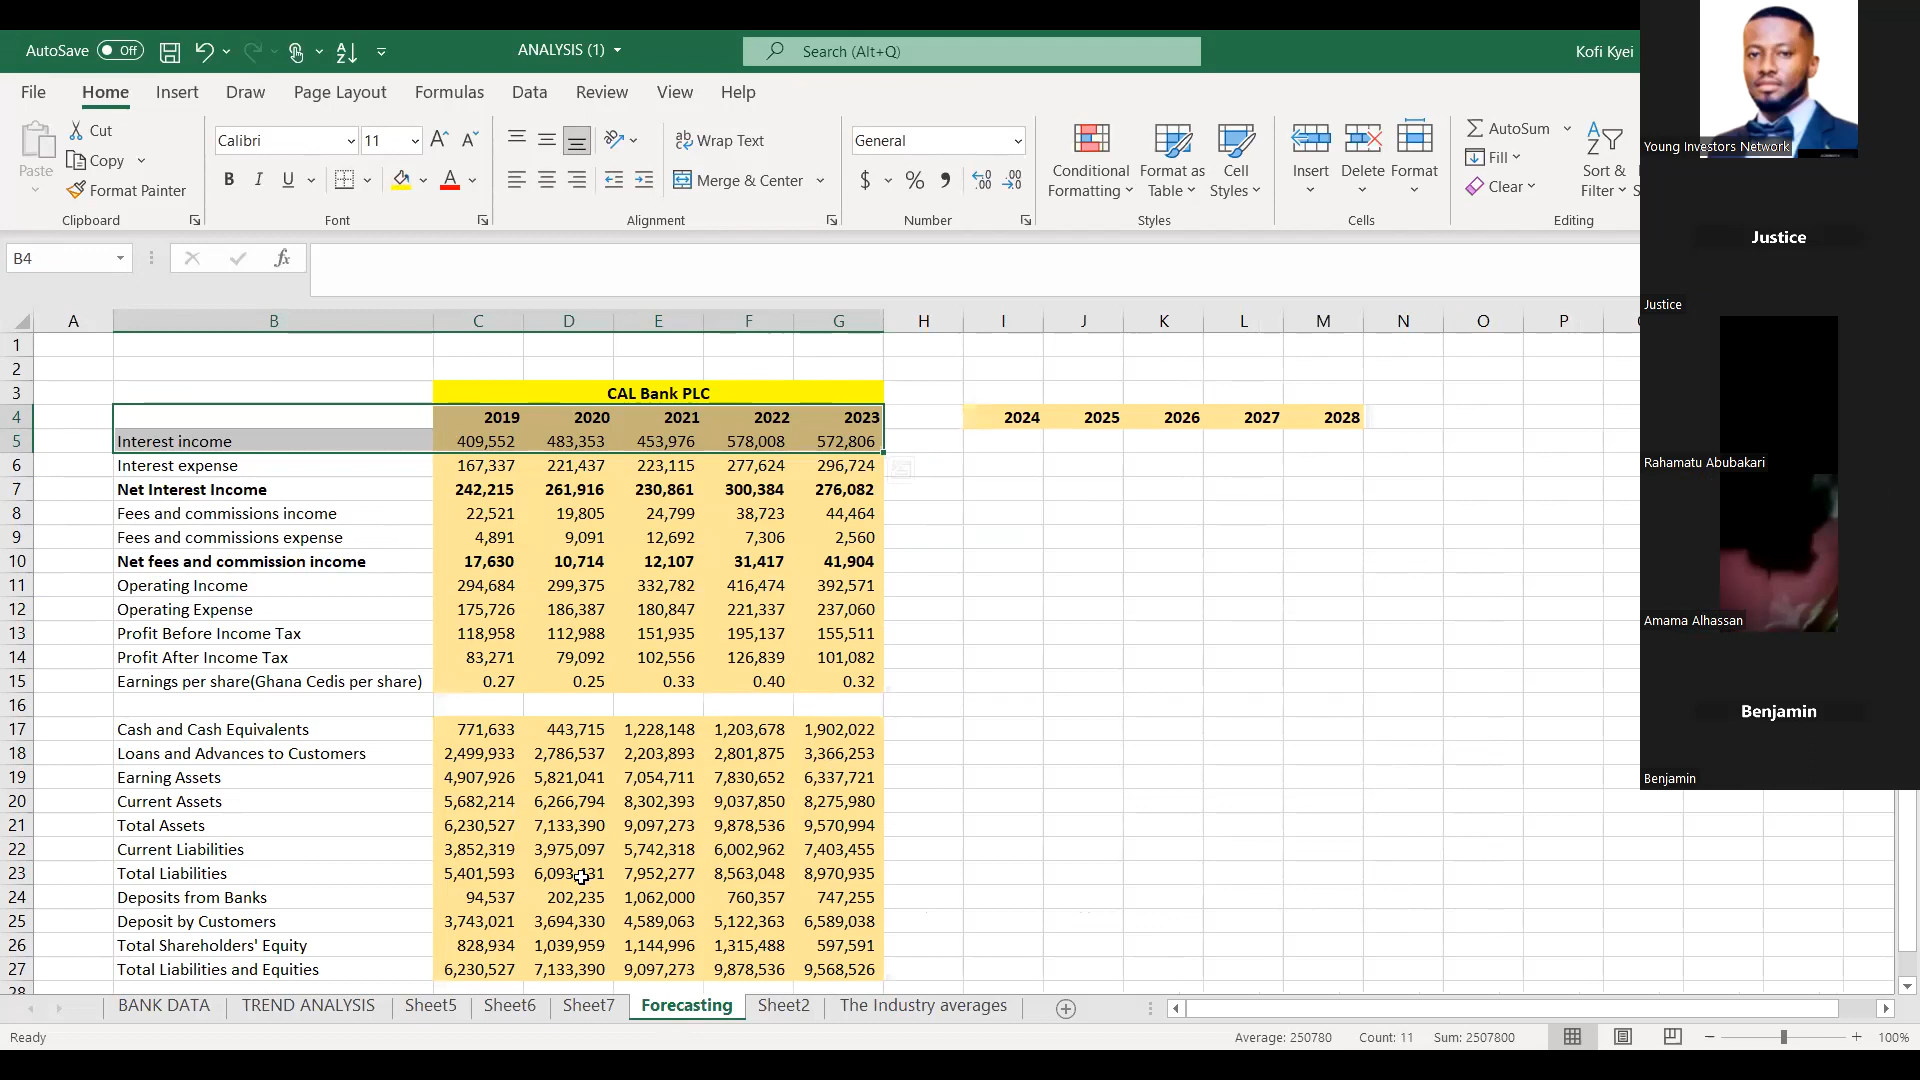 AutoSave Off ANALYSIS (1) Search (Alt+Q) Kofi Kyei
File Home Insert Draw Page Layout Formulas Data Review View Help
Paste Cut Copy Format Painter Clipboard
Calibri 11 B I U A Font
Wrap Text Merge & Center Alignment
General $ % Number
Conditional Formatting Format as Table Cell Styles Styles
Insert Delete Format Cells
AutoSum Fill Clear Sort & Filter Editing
B4 fx
A B C D E F G H I J K L M N O P
1
2
3 CAL Bank PLC
4 2019 2020 2021 2022 2023 2024 2025 2026 2027 2028
5 Interest income 409,552 483,353 453,976 578,008 572,806
6 Interest expense 167,337 221,437 223,115 277,624 296,724
7 Net Interest Income 242,215 261,916 230,861 300,384 276,082
8 Fees and commissions income 22,521 19,805 24,799 38,723 44,464
9 Fees and commissions expense 4,891 9,091 12,692 7,306 2,560
10 Net fees and commission income 17,630 10,714 12,107 31,417 41,904
11 Operating Income 294,684 299,375 332,782 416,474 392,571
12 Operating Expense 175,726 186,387 180,847 221,337 237,060
13 Profit Before Income Tax 118,958 112,988 151,935 195,137 155,511
14 Profit After Income Tax 83,271 79,092 102,556 126,839 101,082
15 Earnings per share(Ghana Cedis per share) 0.27 0.25 0.33 0.40 0.32
16
17 Cash and Cash Equivalents 771,633 443,715 1,228,148 1,203,678 1,902,022
18 Loans and Advances to Customers 2,499,933 2,786,537 2,203,893 2,801,875 3,366,253
19 Earning Assets 4,907,926 5,821,041 7,054,711 7,830,652 6,337,721
20 Current Assets 5,682,214 6,266,794 8,302,393 9,037,850 8,275,980
21 Total Assets 6,230,527 7,133,390 9,097,273 9,878,536 9,570,994
22 Current Liabilities 3,852,319 3,975,097 5,742,318 6,002,962 7,403,455
23 Total Liabilities 5,401,593 7,952,277 8,563,048 8,970,935
24 Deposits from Banks 94,537 202,235 1,062,000 760,357 747,255
25 Deposit by Customers 3,743,021 3,694,330 4,589,063 5,122,363 6,589,038
26 Total Shareholders' Equity 828,934 1,039,959 1,144,996 1,315,488 597,591
27 Total Liabilities and Equities 6,230,527 7,133,390 9,097,273 9,878,536 9,568,526
28
BANK DATA TREND ANALYSIS Sheet5 Sheet6 Sheet7 Forecasting Sheet2 The Industry averages
Ready Average: 250780 Count: 11 Sum: 2507800 100%
Young Investors Network
Justice
Justice
Rahamatu Abubakari
Amama Alhassan
Benjamin
Benjamin